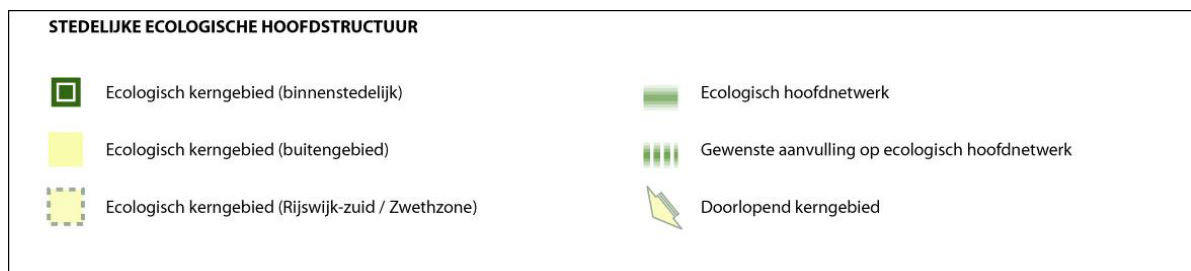 STEDELIJKE ECOLOGISCHE HOOFDSTRUCTUUR
Ecologisch kerngebied (binnenstedelijk)
Ecologisch kerngebied (buitengebied)
Ecologisch kerngebied (Rijswijk-zuid / Zwethzone)
Ecologisch hoofdnetwerk
Gewenste aanvulling op ecologisch hoofdnetwerk
Doorlopend kerngebied